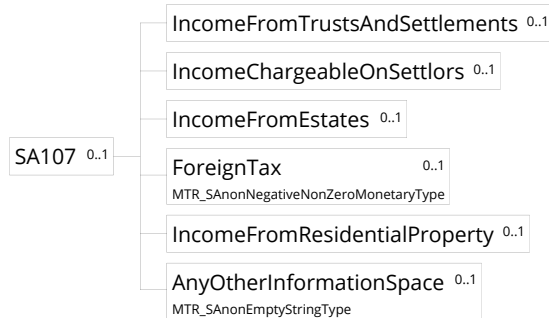 IncomeFromTrustsAndSettlements 0..1
IncomeChargeableOnSettlors 0..1
IncomeFromEstates 0..1
SA107 0..1
ForeignTax 0..1
MTR_SAnonNegativeNonZeroMonetaryType
IncomeFromResidentialProperty 0..1
AnyOtherInformationSpace 0..1
MTR_SAnonEmptyStringType